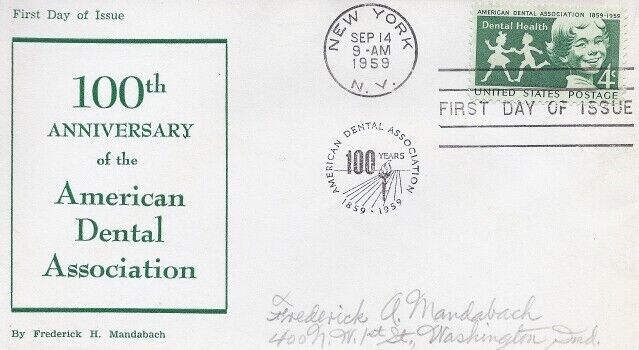 First Day of Issue
100th
ANNIVERSARY
of the
American
Dental
Association
By Frederick H. Mandabach
NEW YORK
SEP 14
9-AM
1959
N. Y.
AMERICAN DENTAL ASSOCIATION 1859-1959
Dental Health
4¢
UNITED STATES POSTAGE
FIRST DAY OF ISSUE
AMERICAN DENTAL ASSOCIATION
100 YEARS
1859 · 1959
Frederick A. Mandabach
400 N. W. 1st St., Washington, Ind.